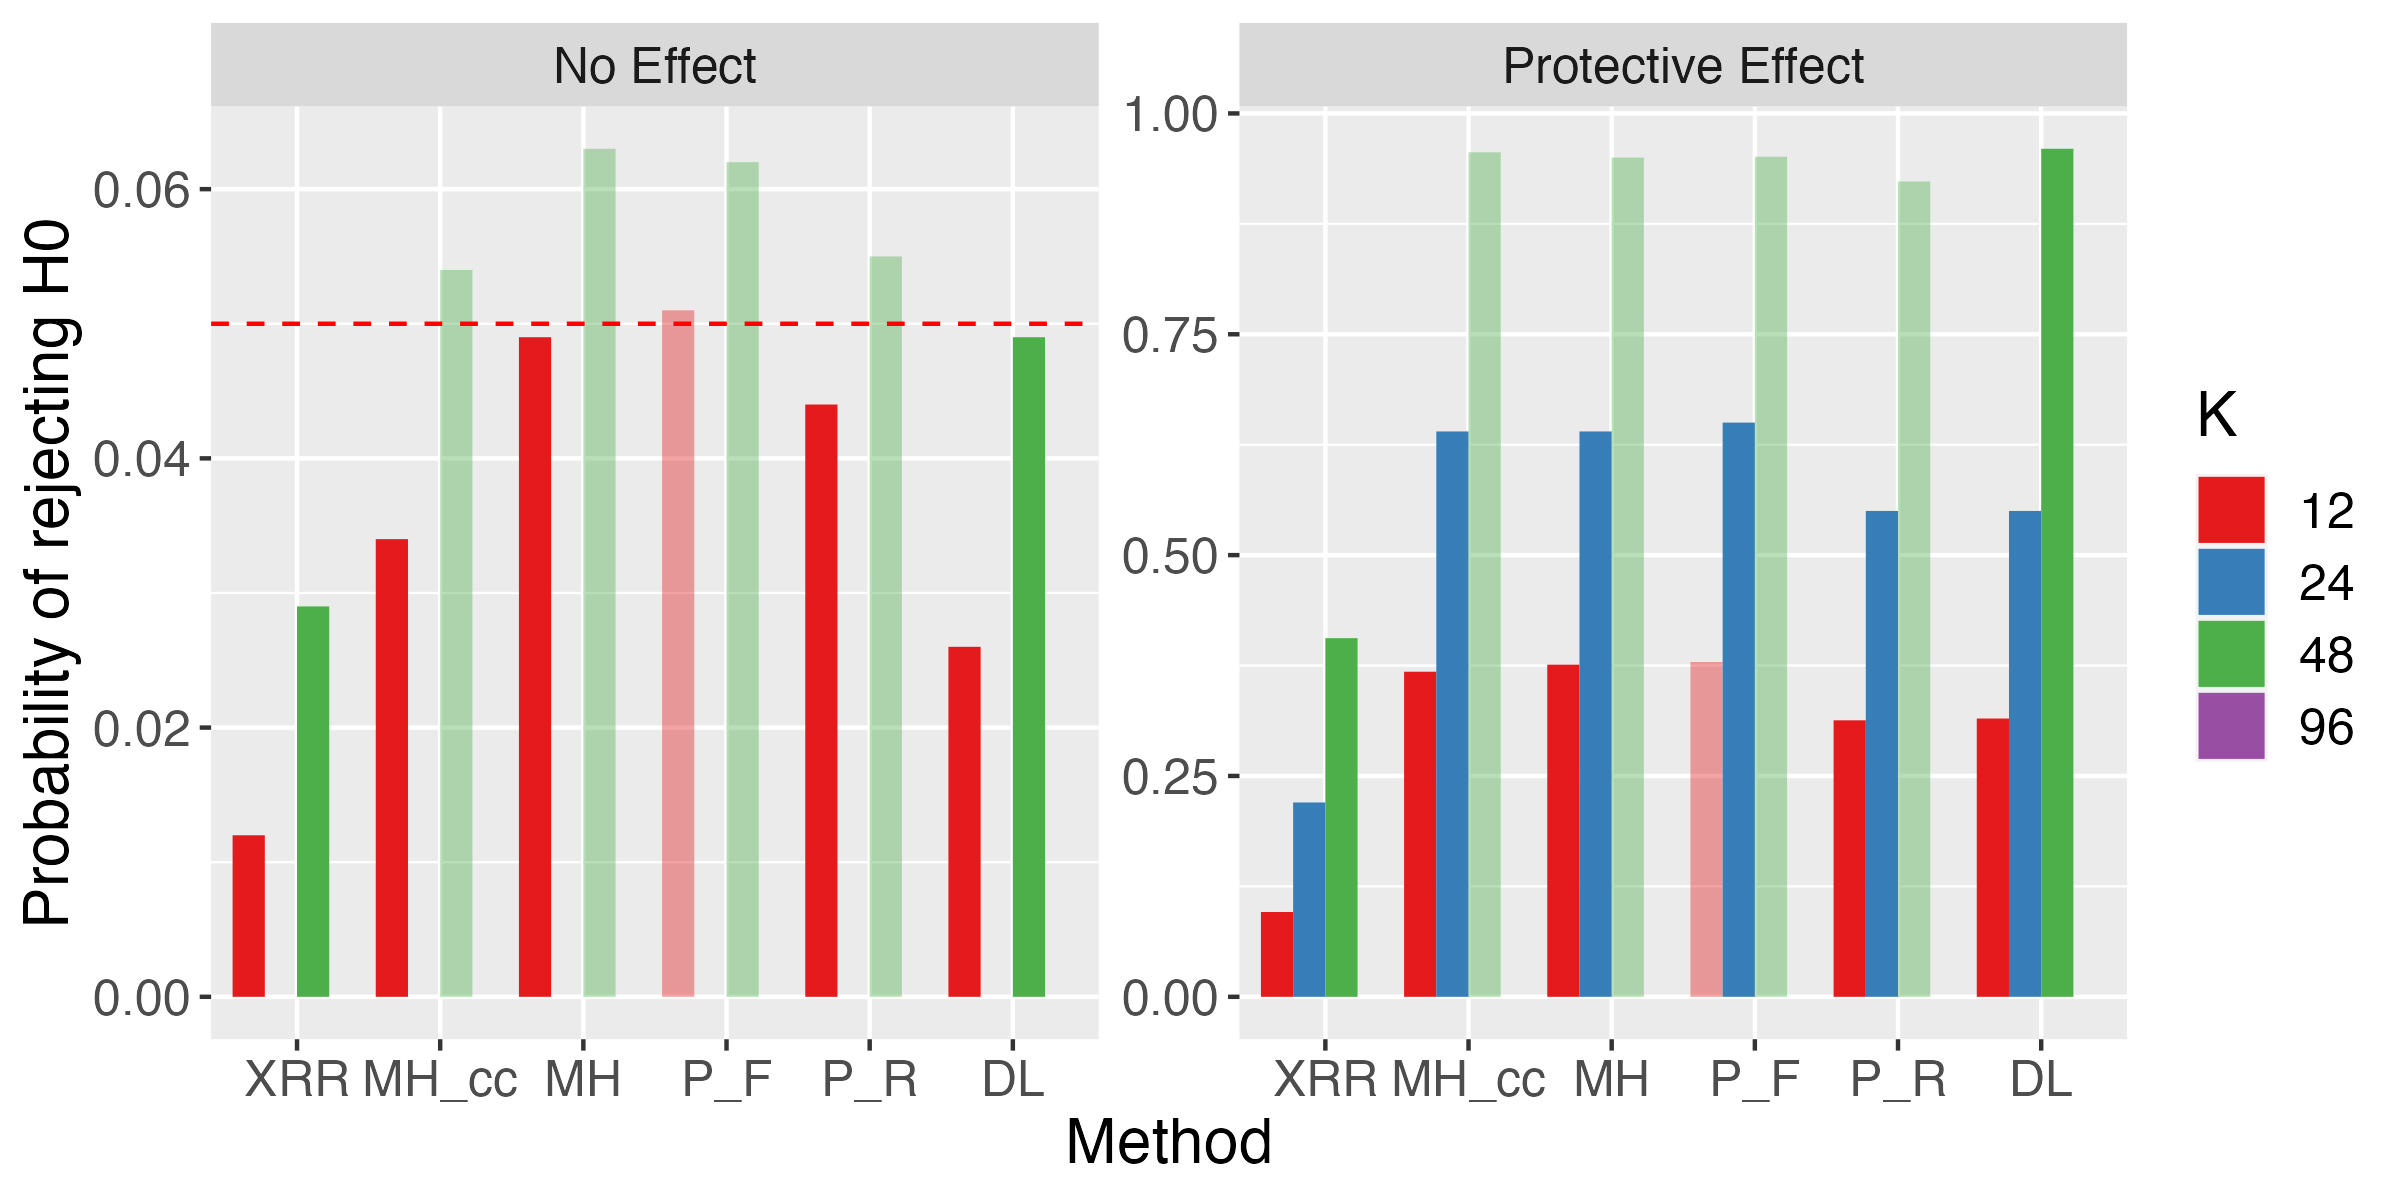 No Effect
Protective Effect
Probability of rejecting H0
0.06
0.04
0.02
0.00
1.00
0.75
0.50
0.25
0.00
XRR MH_cc MH P_F P_R DL
XRR MH_cc MH P_F P_R DL
Method
K
12
24
48
96